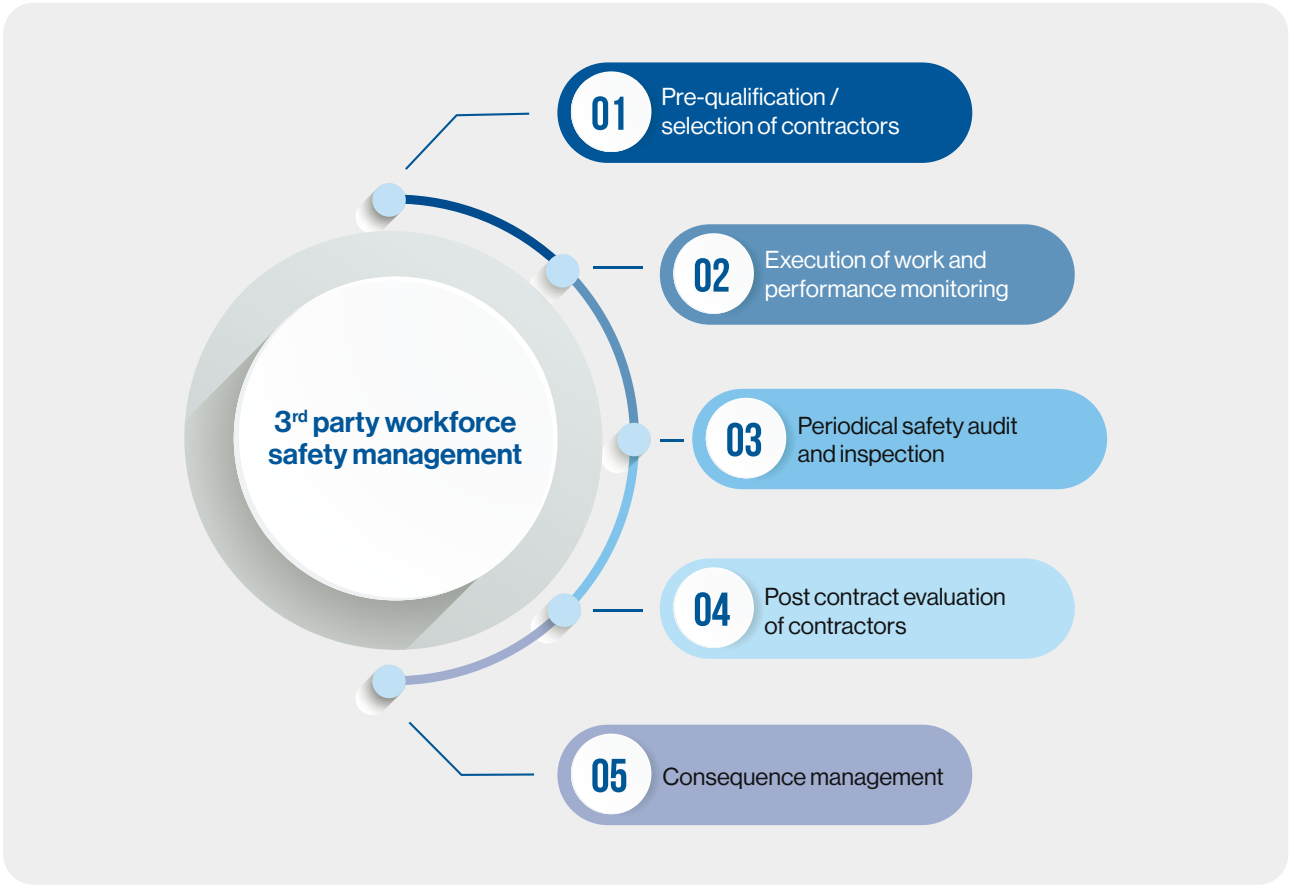 01
Pre-qualification /
selection of contractors
02
Execution of work and
performance monitoring
3rd party workforce
safety management
03
Periodical safety audit
and inspection
04
Post contract evaluation
of contractors
05
Consequence management